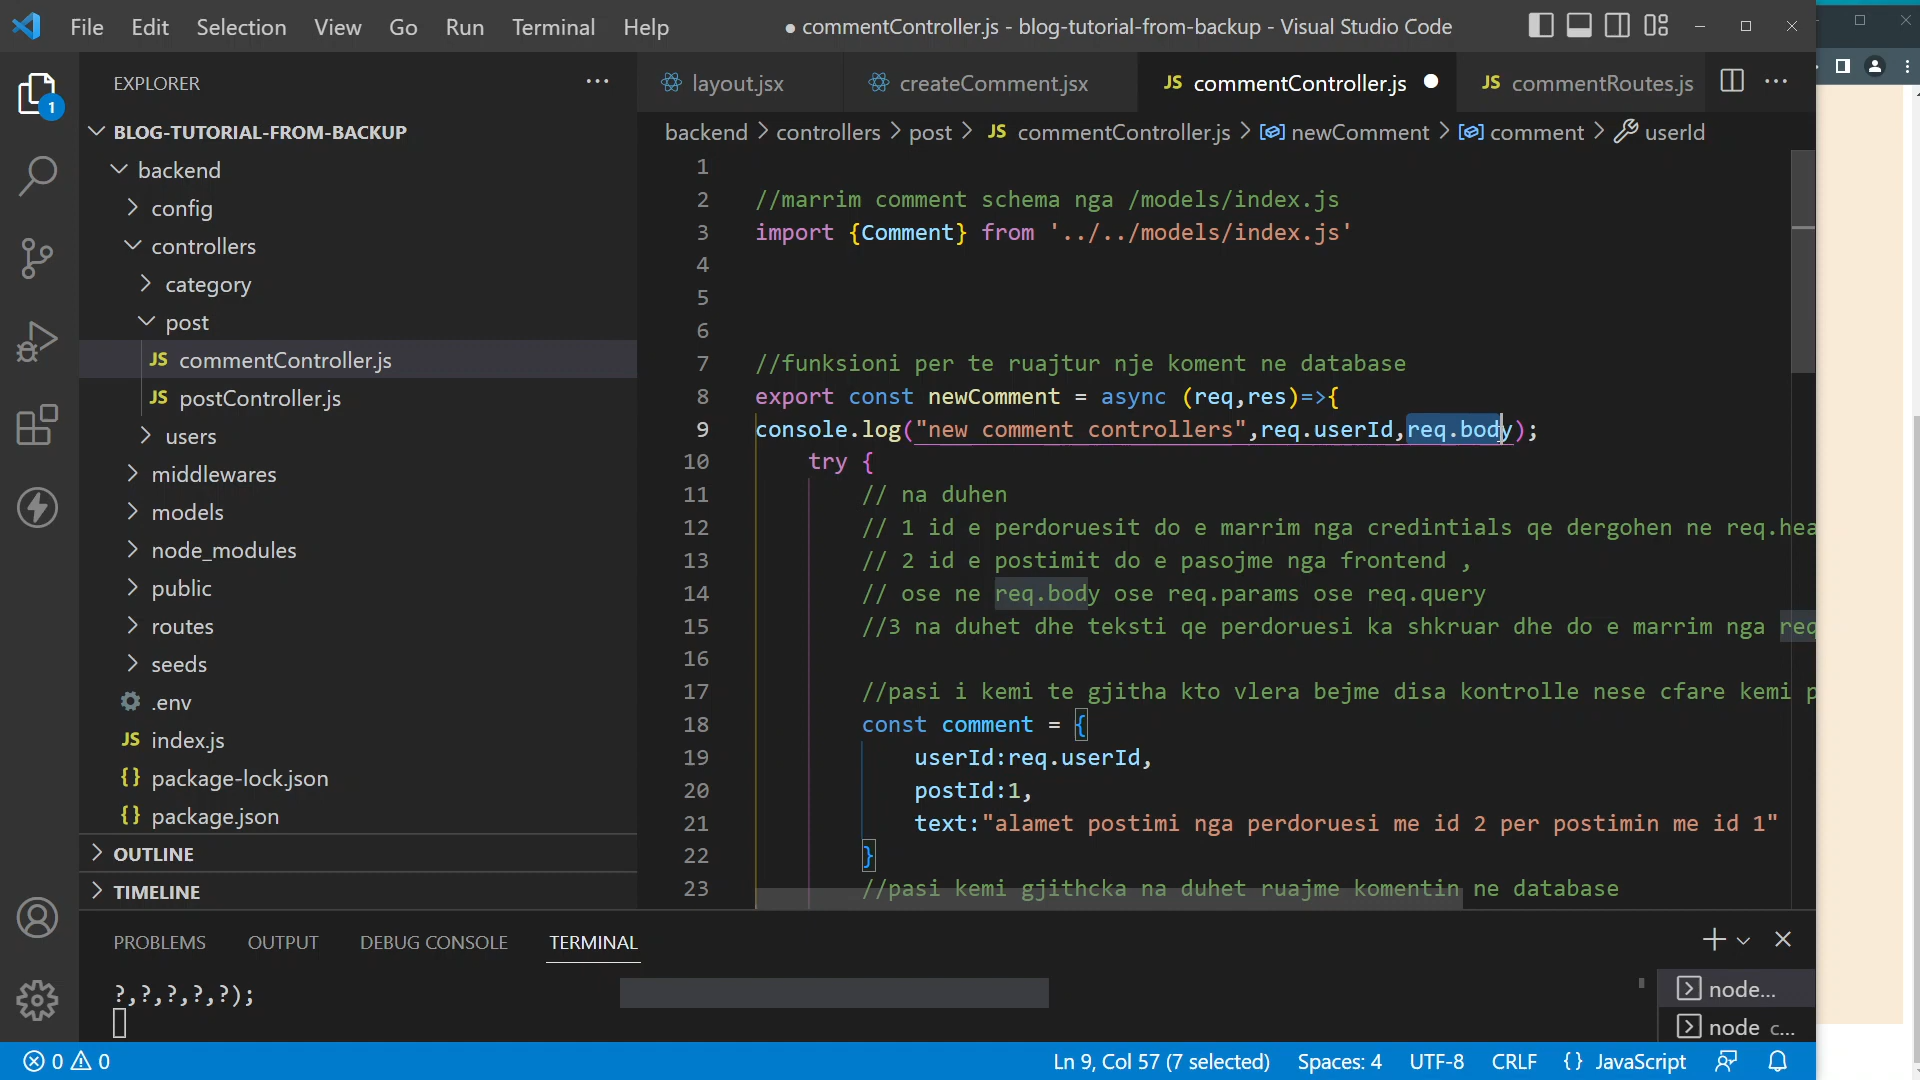 File Edit Selection View Go Run Terminal Help
● commentController.js - blog-tutorial-from-backup - Visual Studio Code
EXPLORER
1
BLOG-TUTORIAL-FROM-BACKUP
backend
config
controllers
category
post
JS commentController.js
JS postController.js
users
middlewares
models
node_modules
public
routes
seeds
.env
JS index.js
{} package-lock.json
{} package.json
OUTLINE
TIMELINE
layout.jsx
createComment.jsx
JS commentController.js
JS commentRoutes.js
backend > controllers > post > JS commentController.js > newComment > comment > userId
1
2 //marrim comment schema nga /models/index.js
3 import {Comment} from '../../models/index.js'
4
5
6
7 //funksioni per te ruajtur nje koment ne database
8 export const newComment = async (req,res)=>{
9 console.log("new comment controllers",req.userId,req.body);
10 try {
11 // na duhen
12 // 1 id e perdoruesit do e marrim nga credintials qe dergohen ne req.hea
13 // 2 id e postimit do e pasojme nga frontend ,
14 // ose ne req.body ose req.params ose req.query
15 //3 na duhet dhe teksti qe perdoruesi ka shkruar dhe do e marrim nga req
16
17 //pasi i kemi te gjitha kto vlera bejme disa kontrolle nese cfare kemi p
18 const comment = {
19 userId:req.userId,
20 postId:1,
21 text:"alamet postimi nga perdoruesi me id 2 per postimin me id 1"
22 }
23 //pasi kemi gjithcka na duhet ruajme komentin ne database
PROBLEMS OUTPUT DEBUG CONSOLE TERMINAL
?,?,?,?,?);
node...
node c...
0 0
Ln 9, Col 57 (7 selected) Spaces: 4 UTF-8 CRLF {} JavaScript